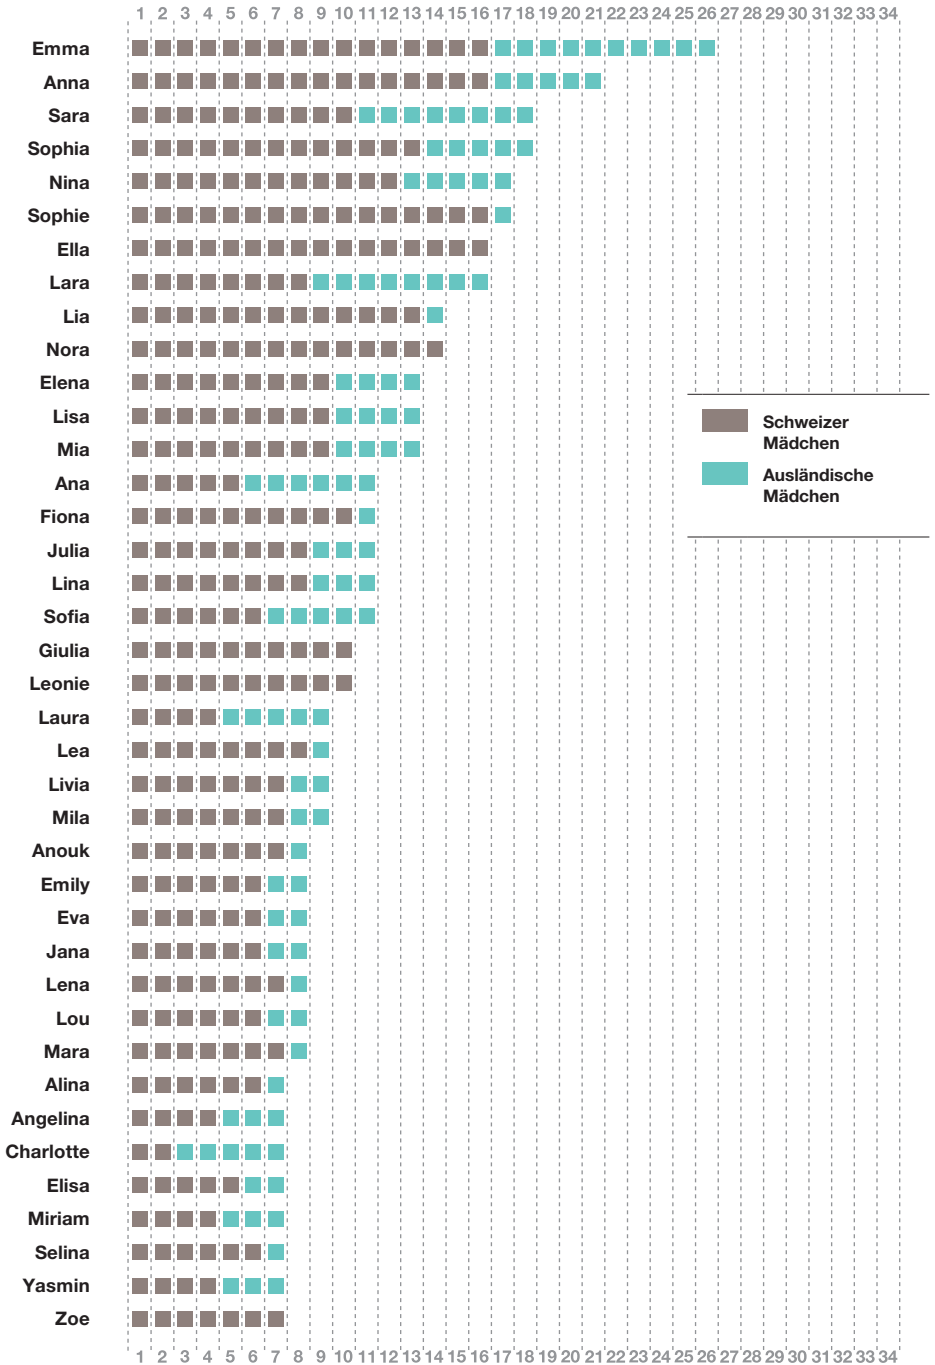 1 2 3 4 5 6 7 8 9 10 11 12 13 14 15 16 17 18 19 20 21 22 23 24 25 26 27 28 29 30 31 32 33 34
Emma
Anna
Sara
Sophia
Nina
Sophie
Ella
Lara
Lia
Nora
Elena
Lisa
Mia
Ana
Fiona
Julia
Lina
Sofia
Giulia
Leonie
Laura
Lea
Livia
Mila
Anouk
Emily
Eva
Jana
Lena
Lou
Mara
Alina
Angelina
Charlotte
Elisa
Miriam
Selina
Yasmin
Zoe
Schweizer
Mädchen
Ausländische
Mädchen
1 2 3 4 5 6 7 8 9 10 11 12 13 14 15 16 17 18 19 20 21 22 23 24 25 26 27 28 29 30 31 32 33 34